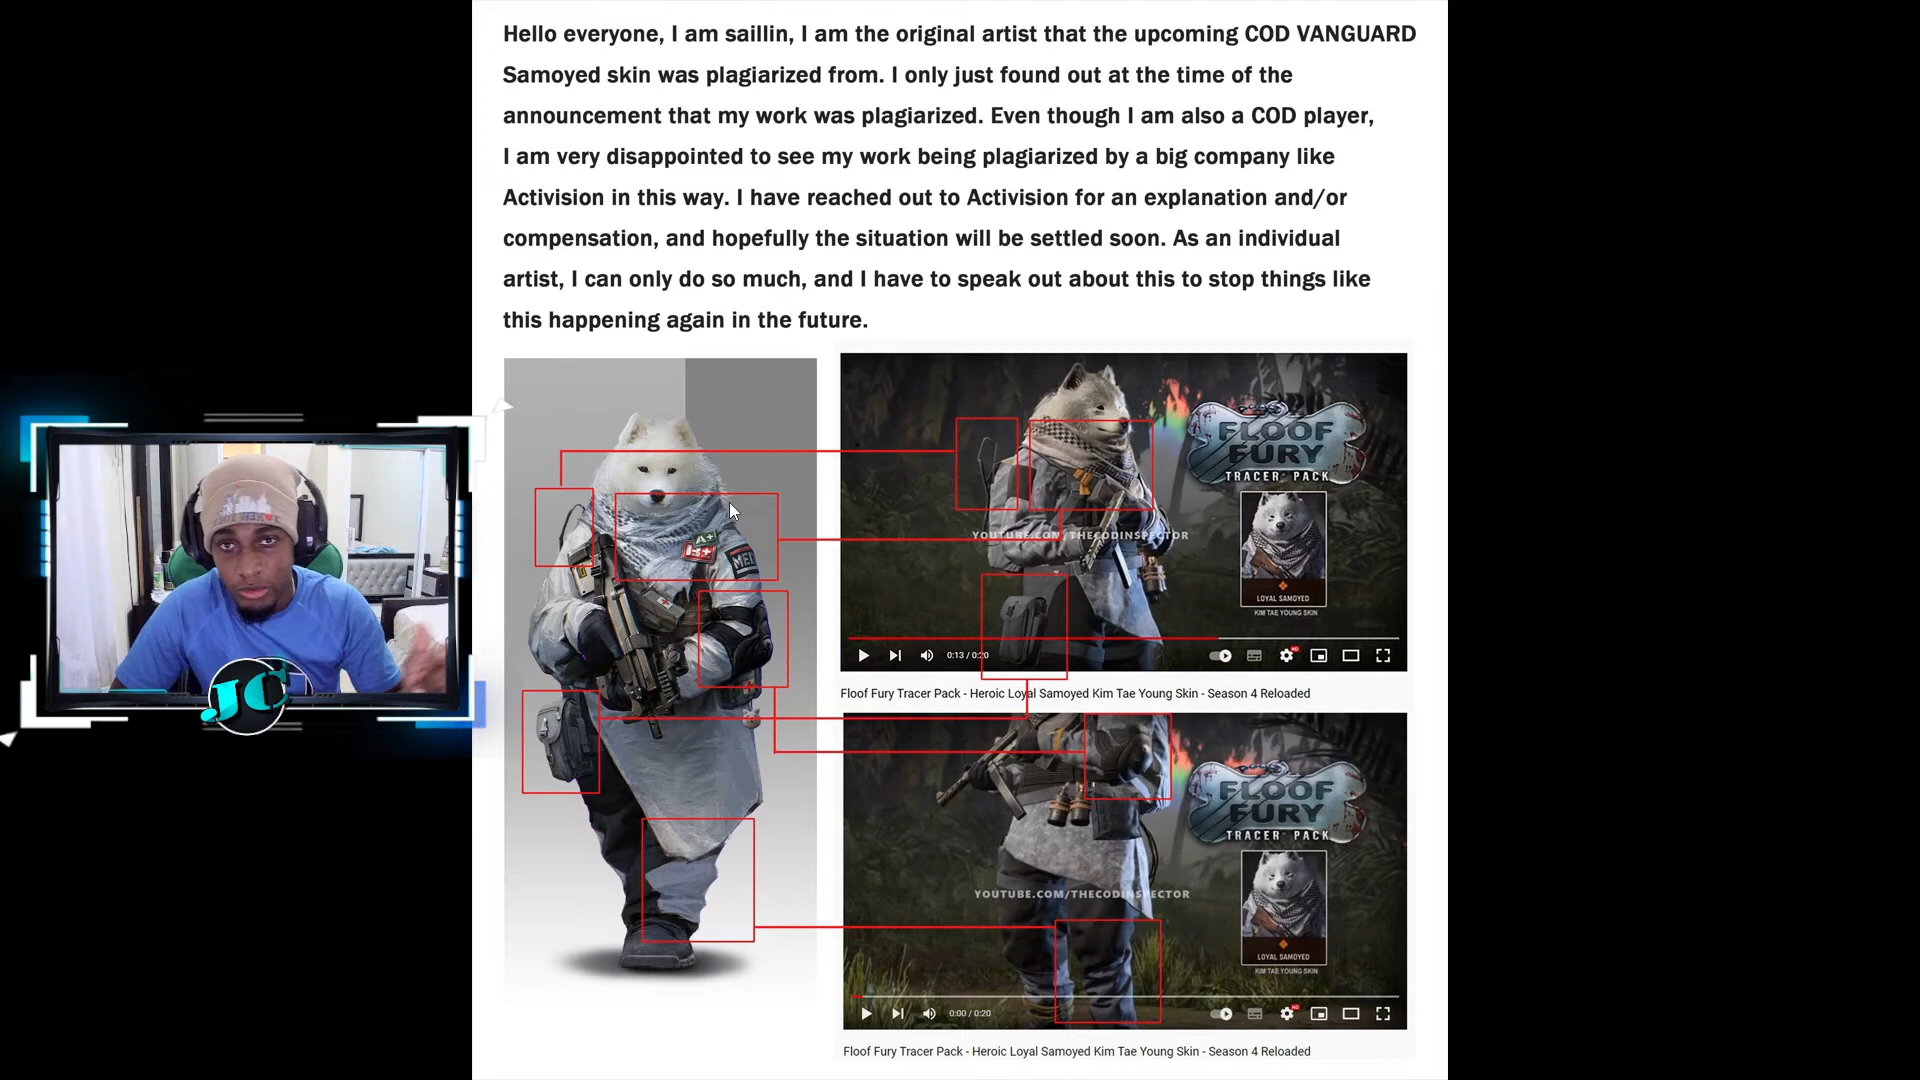 Hello everyone, I am saillin, I am the original artist that the upcoming COD VANGUARD
Samoyed skin was plagiarized from. I only just found out at the time of the
announcement that my work was plagiarized. Even though I am also a COD player,
I am very disappointed to see my work being plagiarized by a big company like
Activision in this way. I have reached out to Activision for an explanation and/or
compensation, and hopefully the situation will be settled soon. As an individual
artist, I can only do so much, and I have to speak out about this to stop things like
this happening again in the future.
FLOOF
FURY
TRACER PACK
A+
YOUTUBE.COM/THECODINSPECTOR
LOYAL SAMOYED
KIM TAE YOUNG SKIN
0:13 / 0:20
Floof Fury Tracer Pack - Heroic Loyal Samoyed Kim Tae Young Skin - Season 4 Reloaded
JC
FLOOF
FURY
TRACER PACK
YOUTUBE.COM/THECODINSPECTOR
LOYAL SAMOYED
KIM TAE YOUNG SKIN
0:00 / 0:20
Floof Fury Tracer Pack - Heroic Loyal Samoyed Kim Tae Young Skin - Season 4 Reloaded